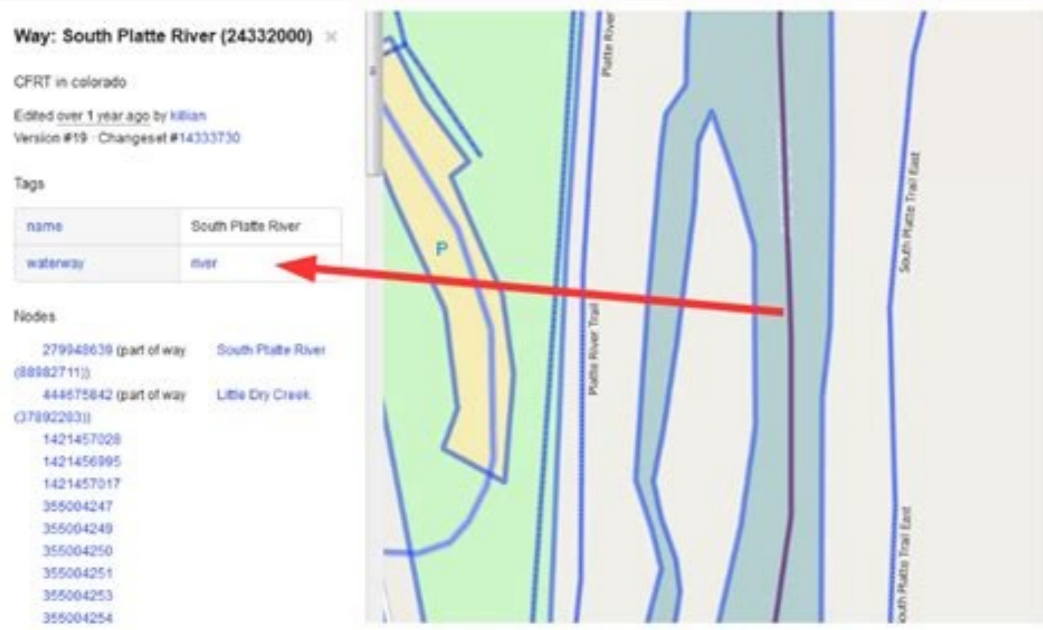 Way: South Platte River (24332000) ×
CFRT in colorado
Edited over 1 year ago by killian
Version #19 · Changeset #14333730
Tags
name South Platte River
waterway river
Nodes
279948639 (part of way South Platte River
(88982711))
444675842 (part of way Little Dry Creek
(37892283))
1421457028
1421456995
1421457017
355004247
355004249
355004250
355004251
355004253
355004254
P
Platte River
Platte River Trail
South Platte Trail East
outh Platte Trail East